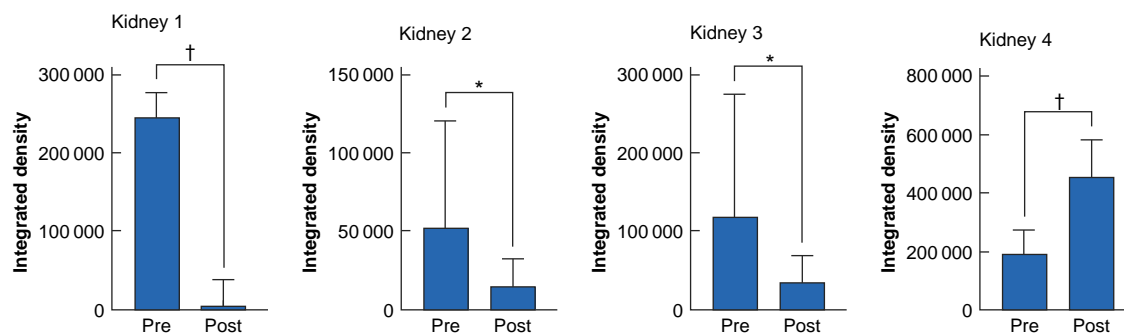 Kidney 1
†
300 000
200 000
100 000
0
Integrated density
Pre Post
Kidney 2
*
150 000
100 000
50 000
0
Integrated density
Pre Post
Kidney 3
*
300 000
200 000
100 000
0
Integrated density
Pre Post
Kidney 4
†
800 000
600 000
400 000
200 000
0
Integrated density
Pre Post